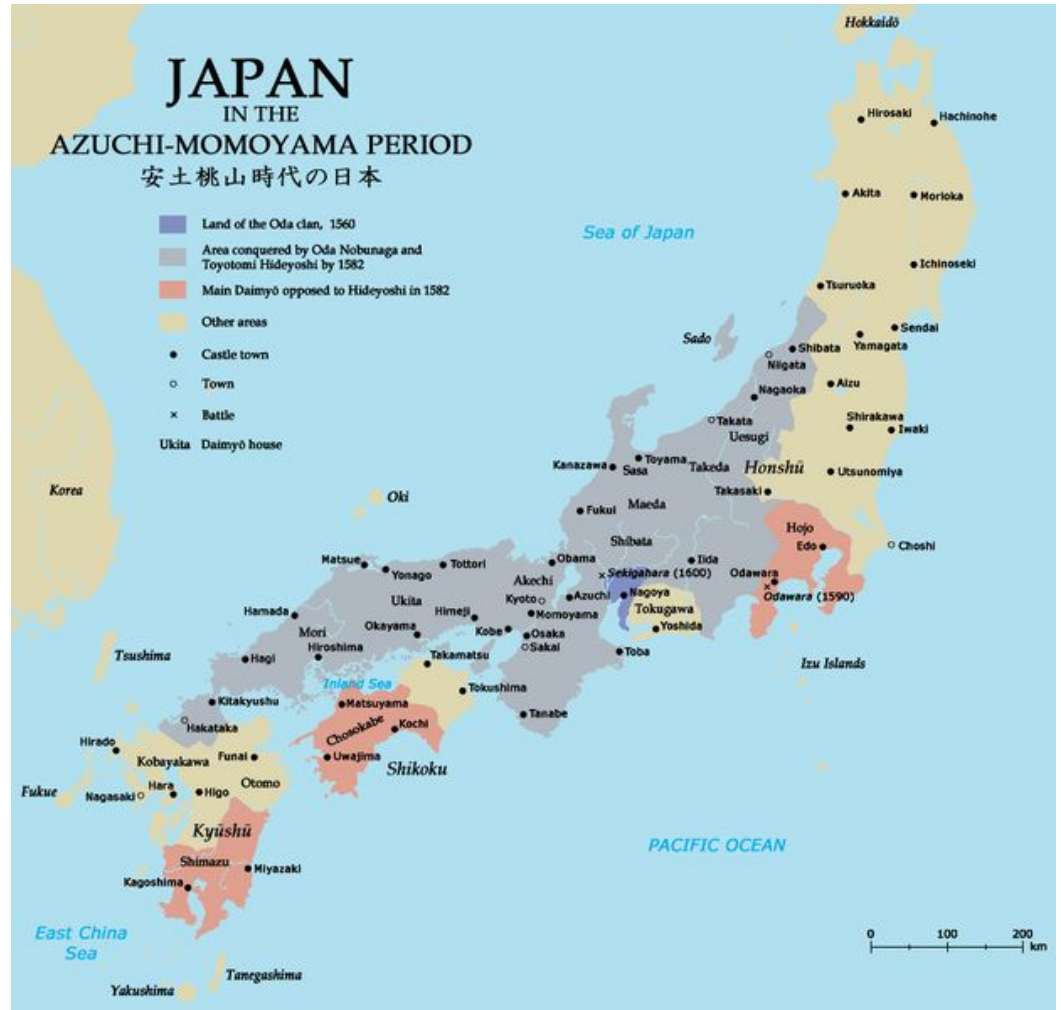 JAPAN
IN THE
AZUCHI-MOMOYAMA PERIOD
安土桃山時代の日本
Land of the Oda clan, 1560
Area conquered by Oda Nobunaga and
Toyotomi Hideyoshi by 1582
Main Daimyō opposed to Hideyoshi in 1582
Other areas
Castle town
Town
Battle
Ukita Daimyō house
Hokkaidō
Hirosaki
Hachinohe
Akita
Morioka
Sea of Japan
Ichinoseki
Tsuruoka
Sendai
Yamagata
Sado
Shibata
Niigata
Aizu
Nagaoka
Shirakawa
Iwaki
Takata
Uesugi
Toyama
Kanazawa
Sasa
Takeda
Honshū
Utsunomiya
Korea
Oki
Takasaki
Maeda
Fukui
Hojo
Shibata
Edo
Choshi
Matsue
Obama
Iida
Yonago
Tottori
Sekigahara (1600)
Odawara
Akechi
Azuchi
Nagoya
Odawara (1590)
Ukita
Kyoto
Tokugawa
Hamada
Himeji
Momoyama
Okayama
Kobe
Osaka
Yoshida
Mori
Sakai
Hiroshima
Toba
Tsushima
Hagi
Takamatsu
Izu Islands
Inland Sea
Tokushima
Kitakyushu
Matsuyama
Tanabe
Hakataka
Chosokabe
Kochi
Hirado
Funai
Uwajima
Kobayakawa
Shikoku
Otomo
Fukue
Hara
Nagasaki
Higo
Kyūshū
PACIFIC OCEAN
Shimazu
Miyazaki
Kagoshima
East China
Sea
0 100 200
km
Tanegashima
Yakushima